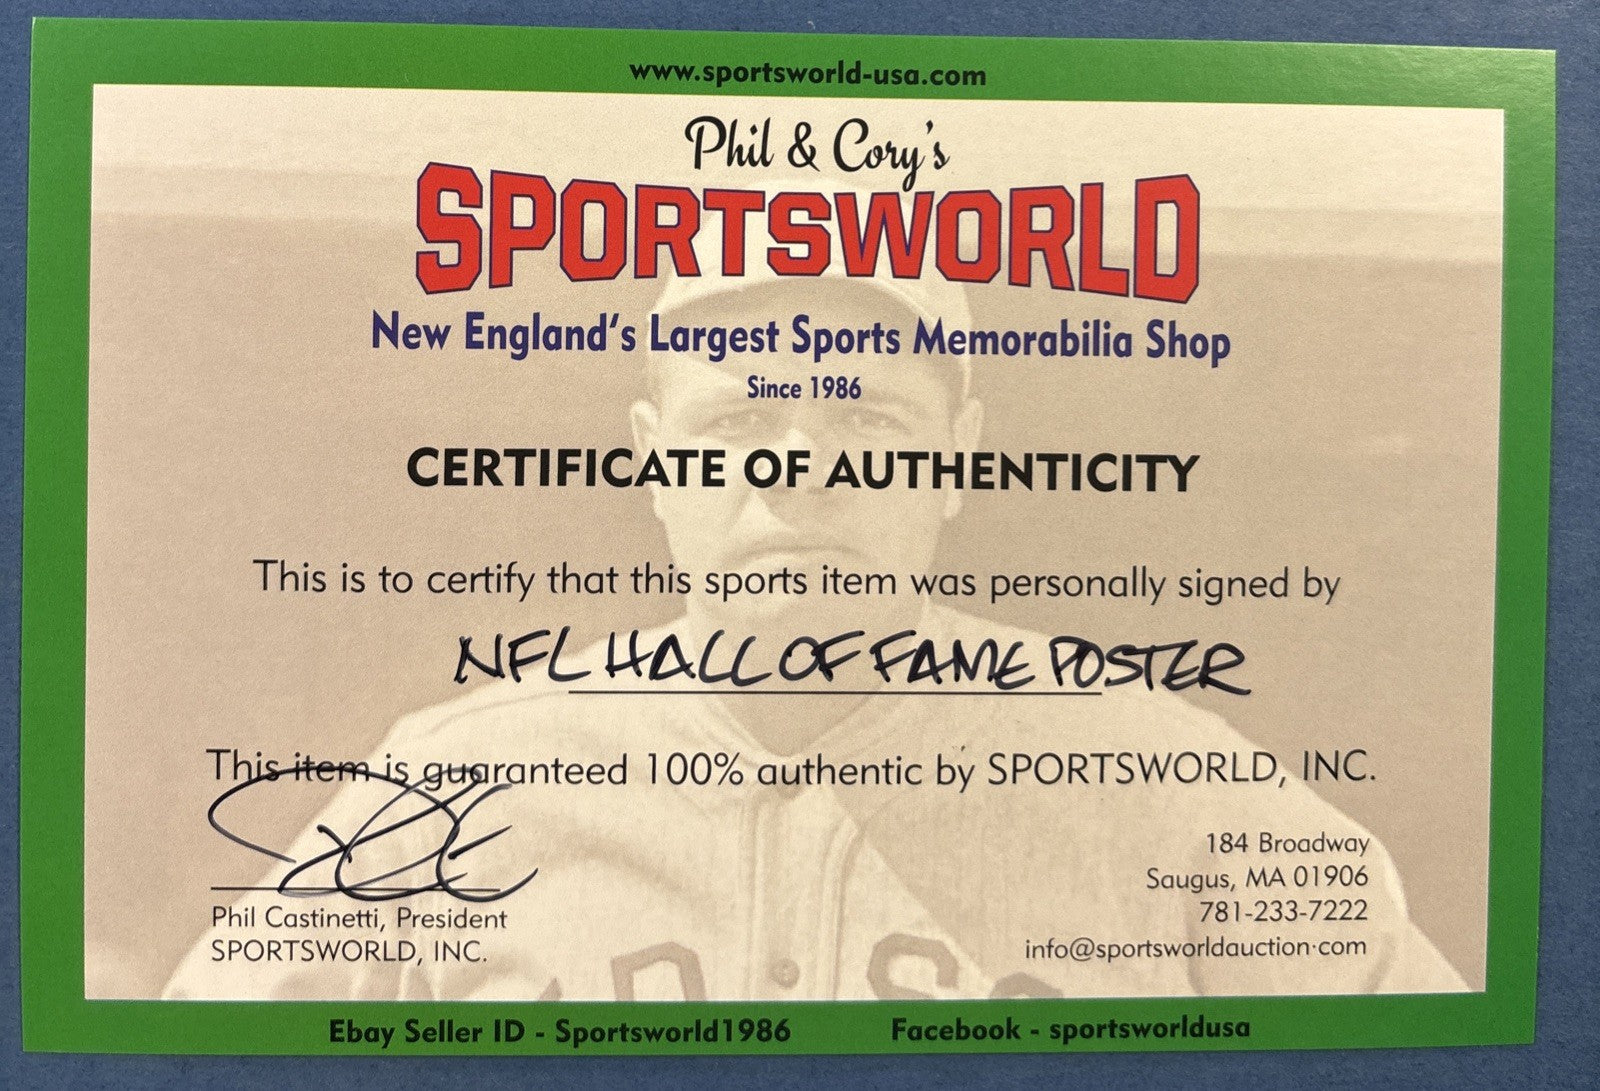 www.sportsworld-usa.com
Phil & Cory's
SPORTSWORLD
New England's Largest Sports Memorabilia Shop
Since 1986
CERTIFICATE OF AUTHENTICITY
This is to certify that this sports item was personally signed by
NFL HALL OF FAME POSTER
This item is guaranteed 100% authentic by SPORTSWORLD, INC.
Phil Castinetti, President
SPORTSWORLD, INC.
184 Broadway
Saugus, MA 01906
781-233-7222
info@sportsworldauction.com
Ebay Seller ID - Sportsworld1986
Facebook - sportsworldusa